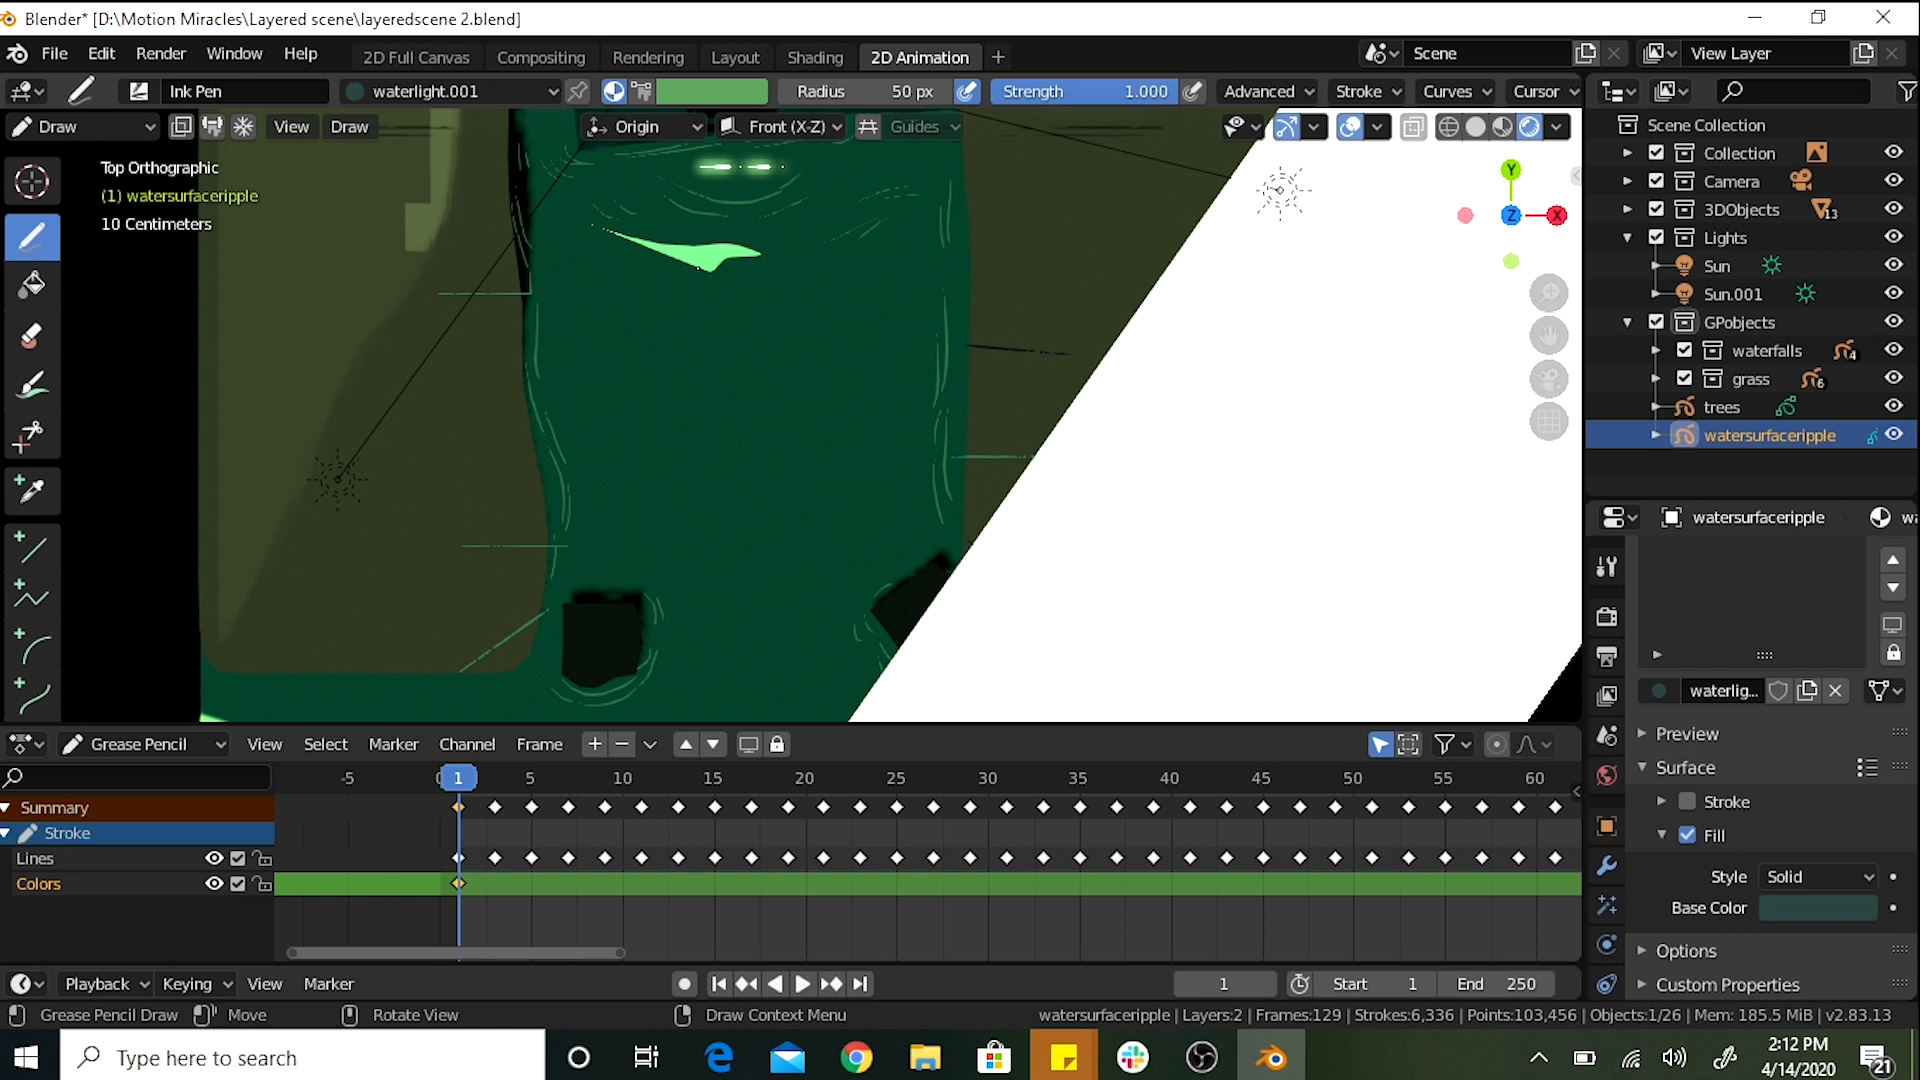 Blender* [D:\Motion Miracles\Layered scene\layeredscene 2.blend]
File Edit Render Window Help
2D Full Canvas Compositing Rendering Layout Shading 2D Animation +
Scene View Layer
Ink Pen waterlight.001 Radius 50 px Strength 1.000 Advanced Stroke Curves Cursor
Draw View Draw Origin Front (X-Z) Guides
Top Orthographic
(1) watersurfaceripple
10 Centimeters
Y
Z X
Scene Collection
Collection
Camera
3DObjects 13
Lights
Sun
Sun.001
GPobjects
waterfalls 4
grass 6
trees
watersurfaceripple
watersurfaceripple
waterlig...
Preview
Surface
Stroke
Fill
Style Solid
Base Color
Options
Custom Properties
Grease Pencil View Select Marker Channel Frame
-5 0 1 5 10 15 20 25 30 35 40 45 50 55 60
Summary
Stroke
Lines
Colors
Playback Keying View Marker 1 Start 1 End 250
Grease Pencil Draw Move Rotate View Draw Context Menu
watersurfaceripple | Layers:2 | Frames:129 | Strokes:6,336 | Points:103,456 | Objects:1/26 | Mem: 185.5 MiB | v2.83.13
Type here to search
2:12 PM
4/14/2020
21